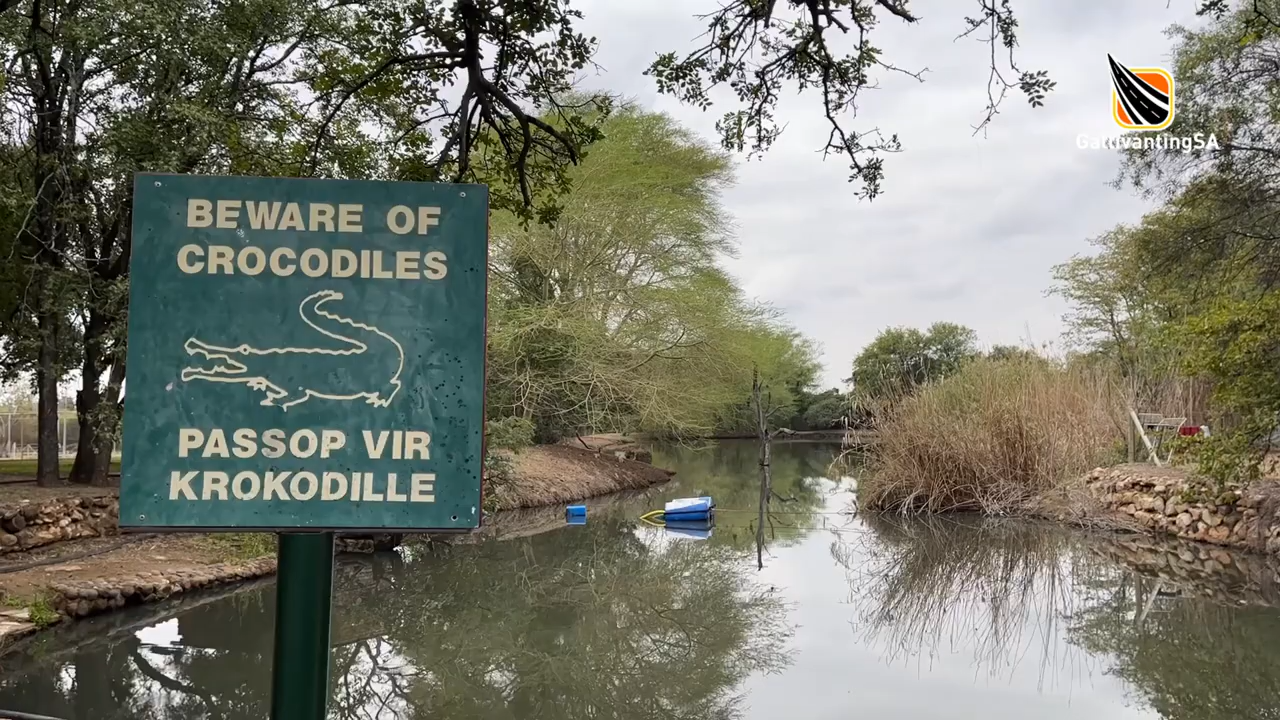 BEWARE OF
CROCODILES
PASSOP VIR
KROKODILLE
GallivantingSA